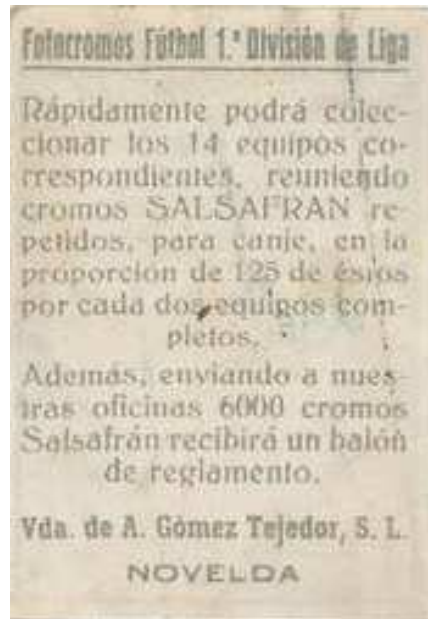 Fotocromos Fútbol 1.ª División de Liga
Rápidamente podrá colec-
cionar los 14 equipos co-
rrespondientes, reuniendo
cromos SALSAFRAN re-
petidos, para canje, en la
proporción de 125 de éstos
por cada dos equipos com-
pletos.
Además, enviando a nues-
tras oficinas 6000 cromos
Salsafrán recibirá un balón
de reglamento.
Vda. de A. Gómez Tejedor, S. L.
NOVELDA